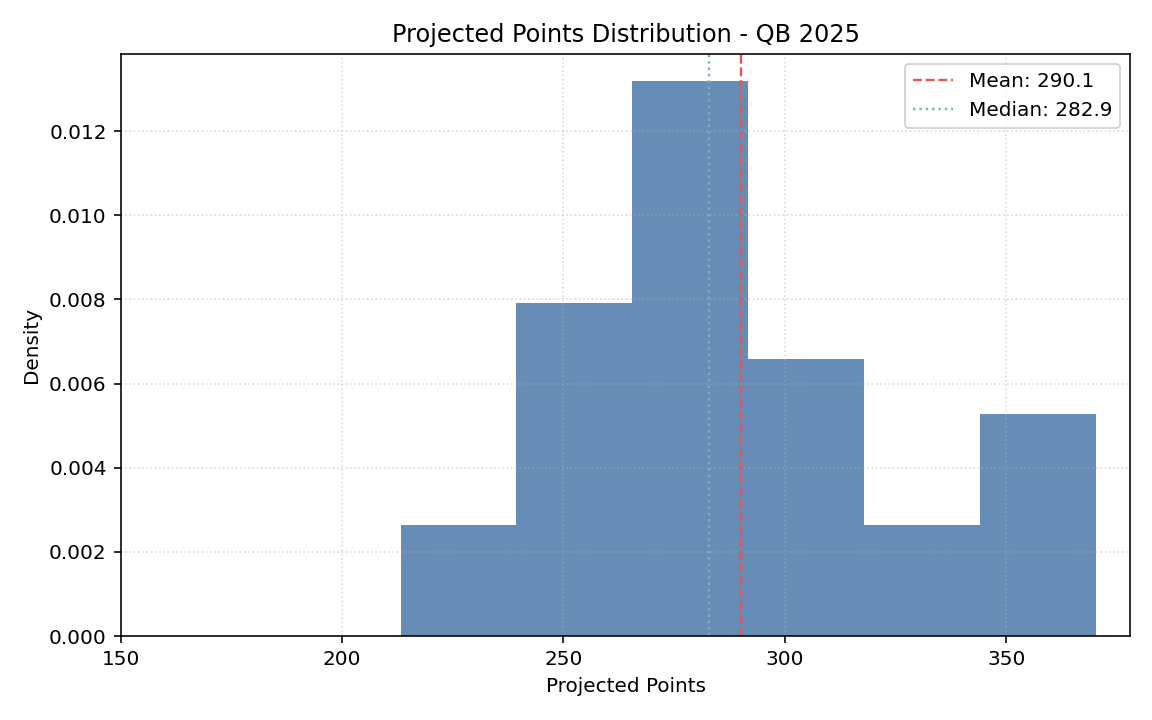 Projected Points Distribution - QB 2025
Mean: 290.1
Median: 282.9
Density
0.012
0.010
0.008
0.006
0.004
0.002
0.000
150 200 250 300 350
Projected Points